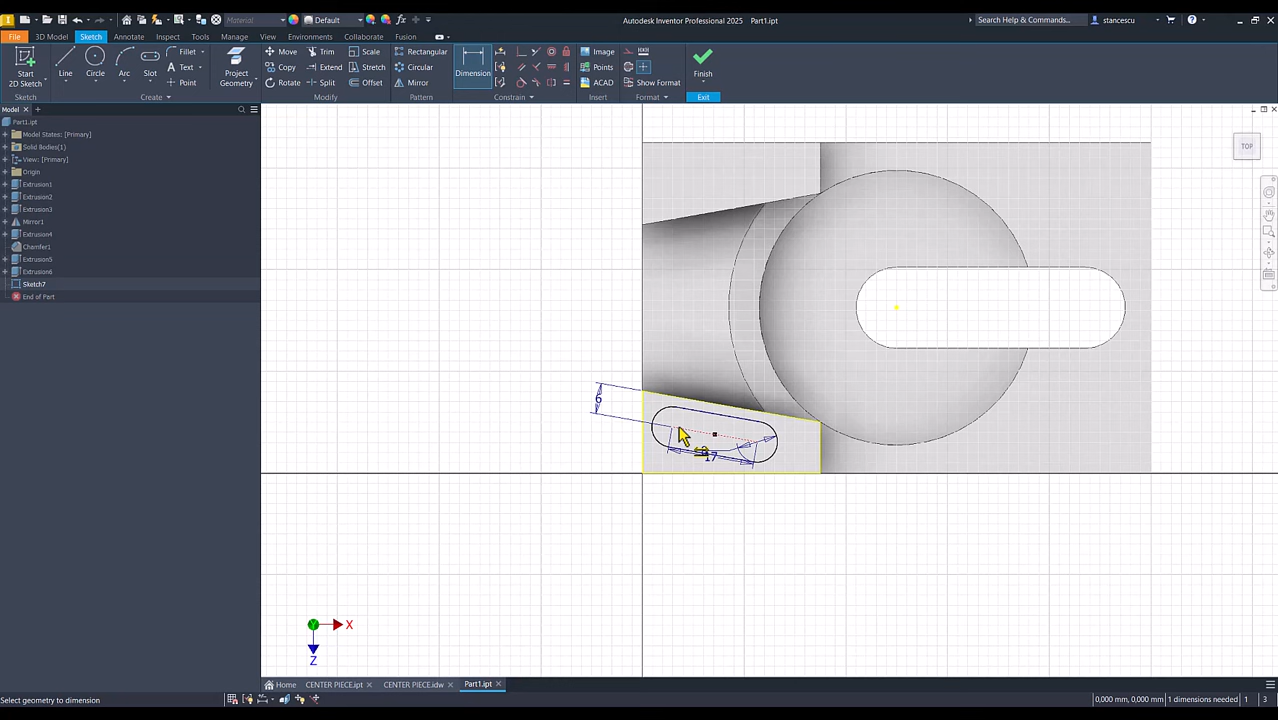 Material
Default
Autodesk Inventor Professional 2025 Part1.ipt
Search Help & Commands...
stancescu
File 3D Model Sketch Annotate Inspect Tools Manage View Environments Collaborate Fusion
Start 2D Sketch
Line
Circle
Arc
Slot
Fillet
Text
Point
Project Geometry
Move Trim Scale
Copy Extend Stretch
Rotate Split Offset
Rectangular
Circular
Mirror
Dimension
Image
Points
ACAD
Show Format
Finish
Sketch Create Modify Pattern Constrain Insert Format Exit
Model
Part1.ipt
Model States: [Primary]
Solid Bodies(1)
View: [Primary]
Origin
Extrusion1
Extrusion2
Extrusion3
Mirror1
Extrusion4
Chamfer1
Extrusion5
Extrusion6
Sketch7
End of Part
TOP
6
17
Y X
Z
Home CENTER PIECE.ipt CENTER PIECE.idw Part1.ipt
Select geometry to dimension
0,000 mm, 0,000 mm 1 dimensions needed 1 3